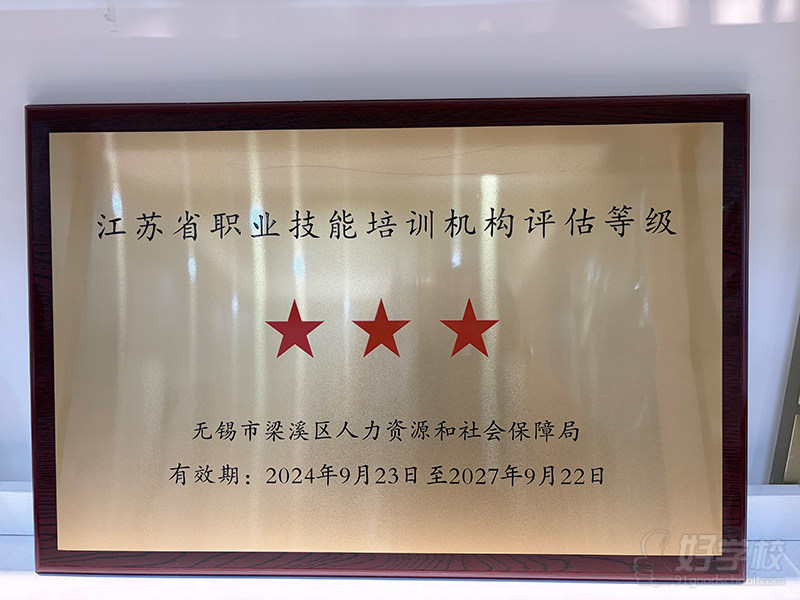 江苏省职业技能培训机构评估等级
无锡市梁溪区人力资源和社会保障局
有效期：2024年9月23日至2027年9月22日
好学校
91goodschool.com